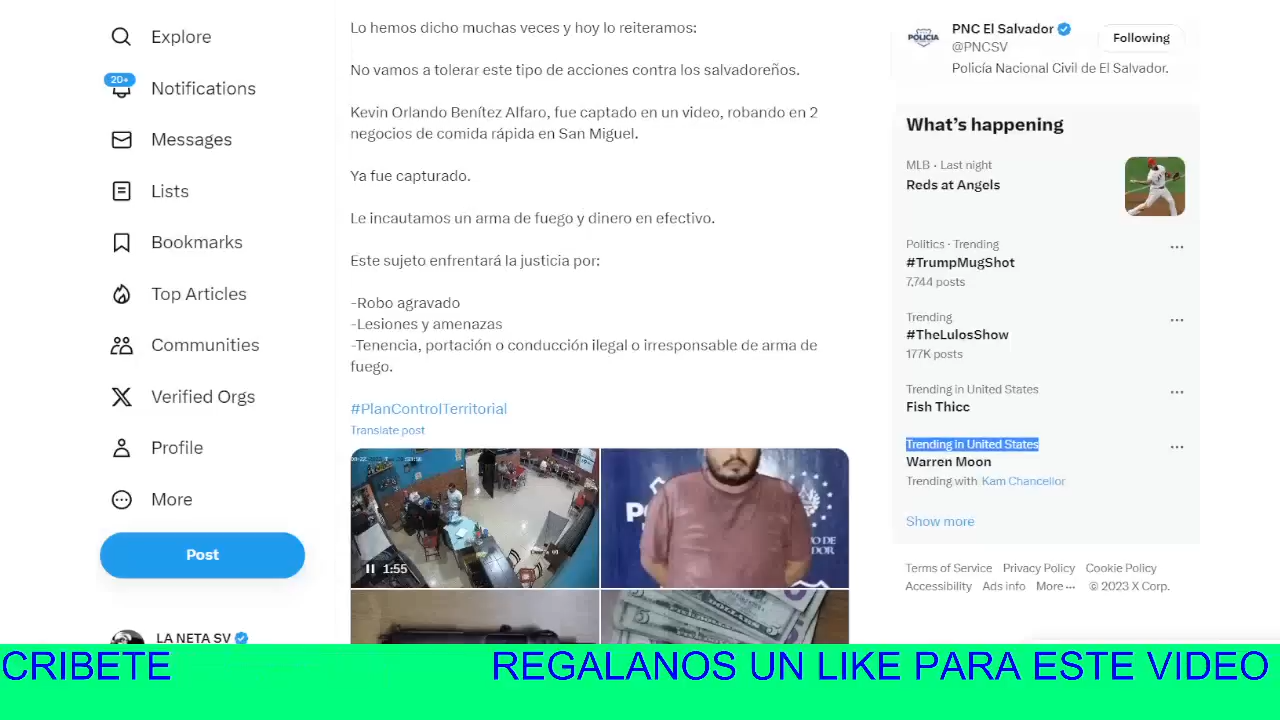 Explore
20+
Notifications
Messages
Lists
Bookmarks
Top Articles
Communities
Verified Orgs
Profile
More
Post
LA NETA SV
Lo hemos dicho muchas veces y hoy lo reiteramos:
No vamos a tolerar este tipo de acciones contra los salvadoreños.
Kevin Orlando Benítez Alfaro, fue captado en un video, robando en 2
negocios de comida rápida en San Miguel.
Ya fue capturado.
Le incautamos un arma de fuego y dinero en efectivo.
Este sujeto enfrentará la justicia por:
-Robo agravado
-Lesiones y amenazas
-Tenencia, portación o conducción ilegal o irresponsable de arma de
fuego.
#PlanControlTerritorial
Translate post
1:55
POLICIA
PNC El Salvador
@PNCSV
Following
Policía Nacional Civil de El Salvador.
What's happening
MLB · Last night
Reds at Angels
Politics · Trending
#TrumpMugShot
7,744 posts
Trending
#TheLulosShow
177K posts
Trending in United States
Fish Thicc
Trending in United States
Warren Moon
Trending with Kam Chancellor
Show more
Terms of Service Privacy Policy Cookie Policy
Accessibility Ads info More ··· © 2023 X Corp.
CRIBETE REGALANOS UN LIKE PARA ESTE VIDEO